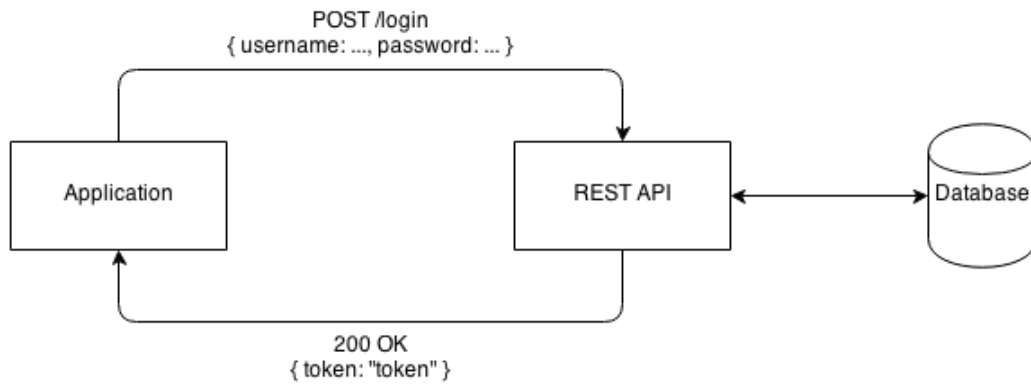 POST /login
{ username: ..., password: ... }
Application
REST API
Database
200 OK
{ token: "token" }